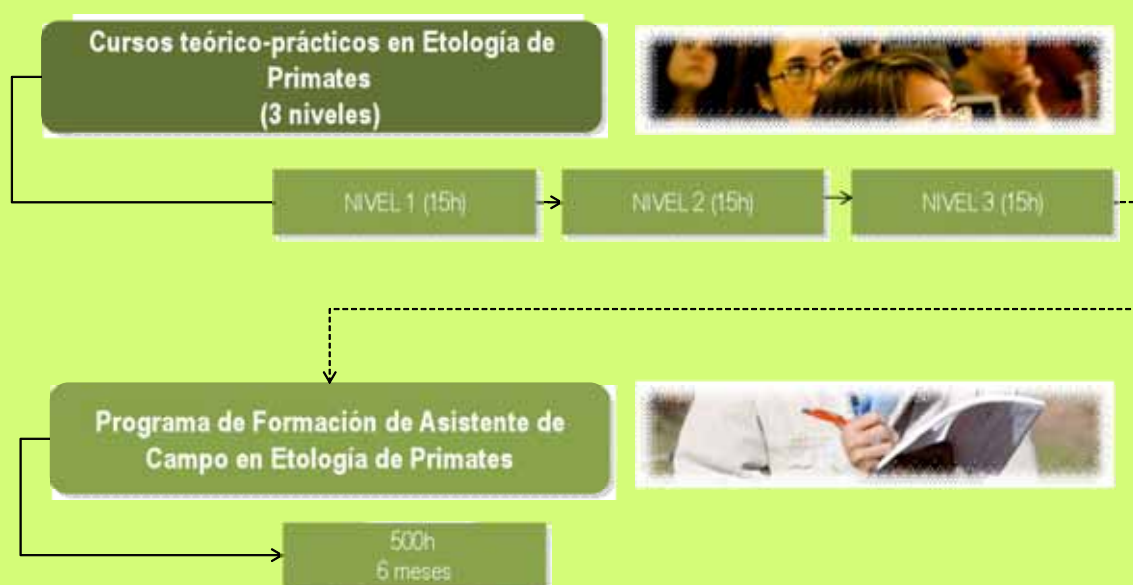 Cursos teórico-prácticos en Etología de
Primates
(3 niveles)
NIVEL 1 (15h)
NIVEL 2 (15h)
NIVEL 3 (15h)
Programa de Formación de Asistente de
Campo en Etología de Primates
500h
6 meses